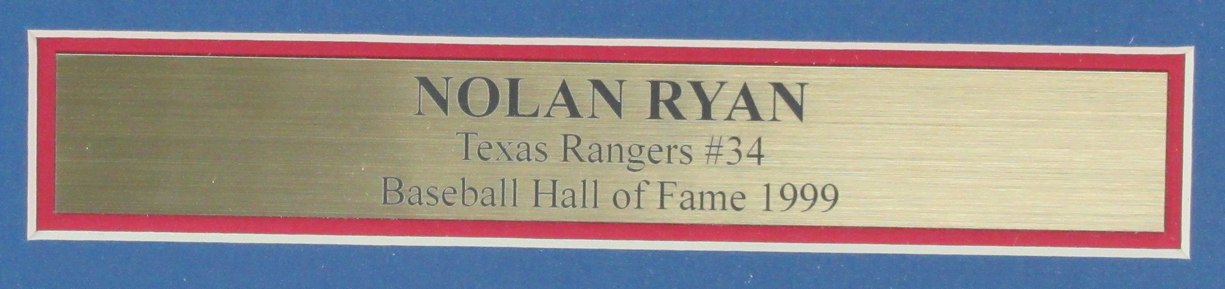 NOLAN RYAN
Texas Rangers #34
Baseball Hall of Fame 1999